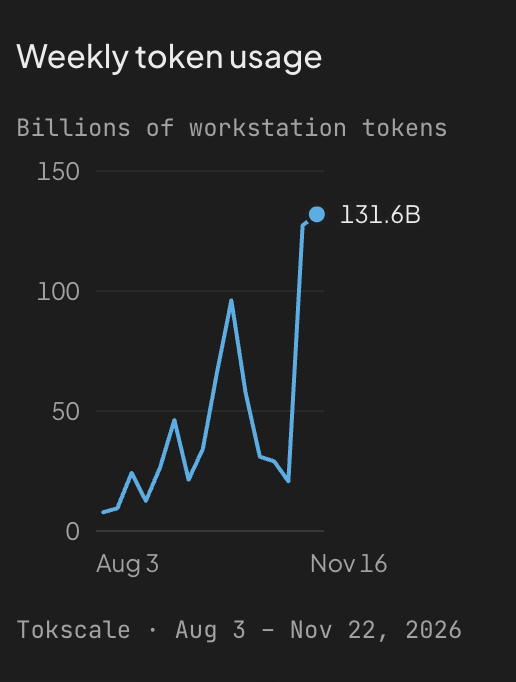 Weekly token usage
Billions of workstation tokens
150
131.6B
100
50
0
Aug 3 Nov 16
Tokscale · Aug 3 – Nov 22, 2026